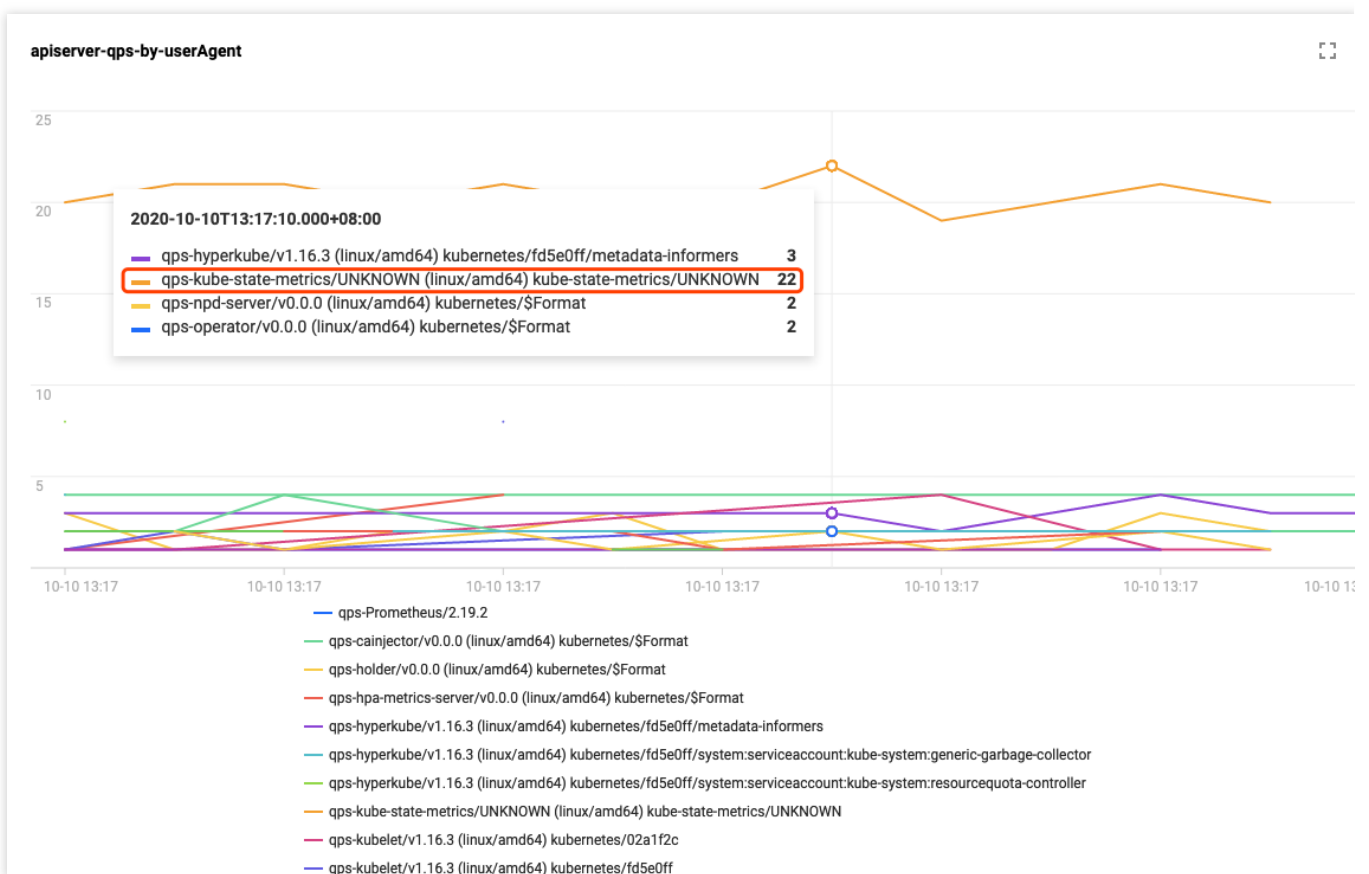 apiserver-qps-by-userAgent
25
20
2020-10-10T13:17:10.000+08:00
qps-hyperkube/v1.16.3 (linux/amd64) kubernetes/fd5e0ff/metadata-informers 3
qps-kube-state-metrics/UNKNOWN (linux/amd64) kube-state-metrics/UNKNOWN 22
15
qps-npd-server/v0.0.0 (linux/amd64) kubernetes/$Format 2
qps-operator/v0.0.0 (linux/amd64) kubernetes/$Format 2
10
5
10-10 13:17 10-10 13:17 10-10 13:17 10-10 13:17 10-10 13:17 10-10 13:17 10-10 13
qps-Prometheus/2.19.2
qps-cainjector/v0.0.0 (linux/amd64) kubernetes/$Format
qps-holder/v0.0.0 (linux/amd64) kubernetes/$Format
qps-hpa-metrics-server/v0.0.0 (linux/amd64) kubernetes/$Format
qps-hyperkube/v1.16.3 (linux/amd64) kubernetes/fd5e0ff/metadata-informers
qps-hyperkube/v1.16.3 (linux/amd64) kubernetes/fd5e0ff/system:serviceaccount:kube-system:generic-garbage-collector
qps-hyperkube/v1.16.3 (linux/amd64) kubernetes/fd5e0ff/system:serviceaccount:kube-system:resourcequota-controller
qps-kube-state-metrics/UNKNOWN (linux/amd64) kube-state-metrics/UNKNOWN
qps-kubelet/v1.16.3 (linux/amd64) kubernetes/02a1f2c
qps-kubelet/v1.16.3 (linux/amd64) kubernetes/fd5e0ff